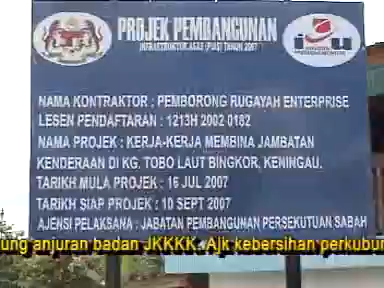 PROJEK PEMBANGUNAN
INFRASTRUKTUR ASAS (PIAS) TAHUN 2007
NAMA KONTRAKTOR : PEMBORONG RUGAYAH ENTERPRISE
LESEN PENDAFTARAN : 1213H 2002 0182
NAMA PROJEK : KERJA-KERJA MEMBINA JAMBATAN
KENDERAAN DI KG. TOBO LAUT BINGKOR, KENINGAU.
TARIKH MULA PROJEK : 16 JUL 2007
TARIKH SIAP PROJEK : 10 SEPT 2007
AJENSI PELAKSANA : JABATAN PEMBANGUNAN PERSEKUTUAN SABAH
ung anjuran badan JKKKK. Ajk kebersihan perkubur